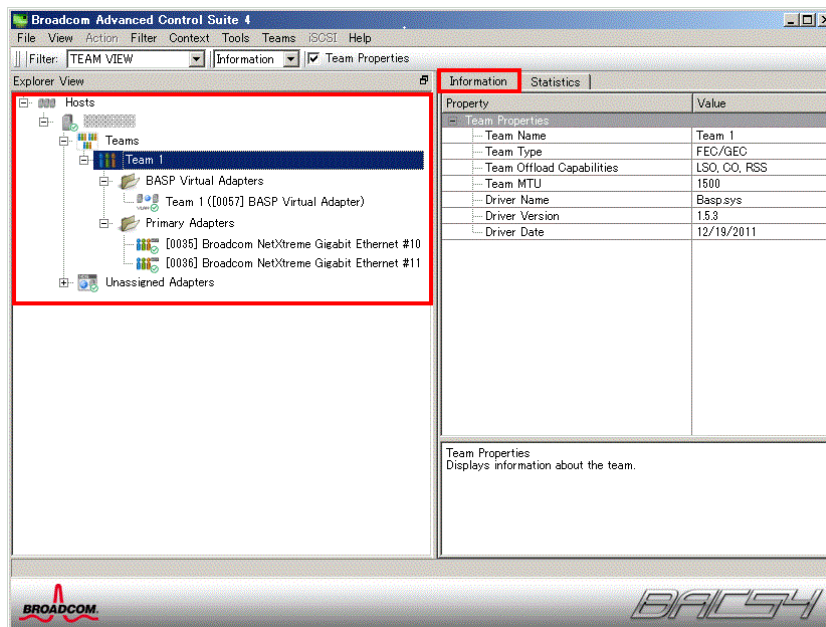 Broadcom Advanced Control Suite 4
File View Action Filter Context Tools Teams iSCSI Help
Filter: TEAM VIEW Information Team Properties
Explorer View
Hosts
Teams
Team 1
BASP Virtual Adapters
Team 1 ([0057] BASP Virtual Adapter)
Primary Adapters
[0035] Broadcom NetXtreme Gigabit Ethernet #10
[0036] Broadcom NetXtreme Gigabit Ethernet #11
Unassigned Adapters
Information Statistics
Property Value
Team Properties
Team Name Team 1
Team Type FEC/GEC
Team Offload Capabilities LSO, CO, RSS
Team MTU 1500
Driver Name Basp.sys
Driver Version 1.5.3
Driver Date 12/19/2011
Team Properties
Displays information about the team.
BROADCOM.
BACS4